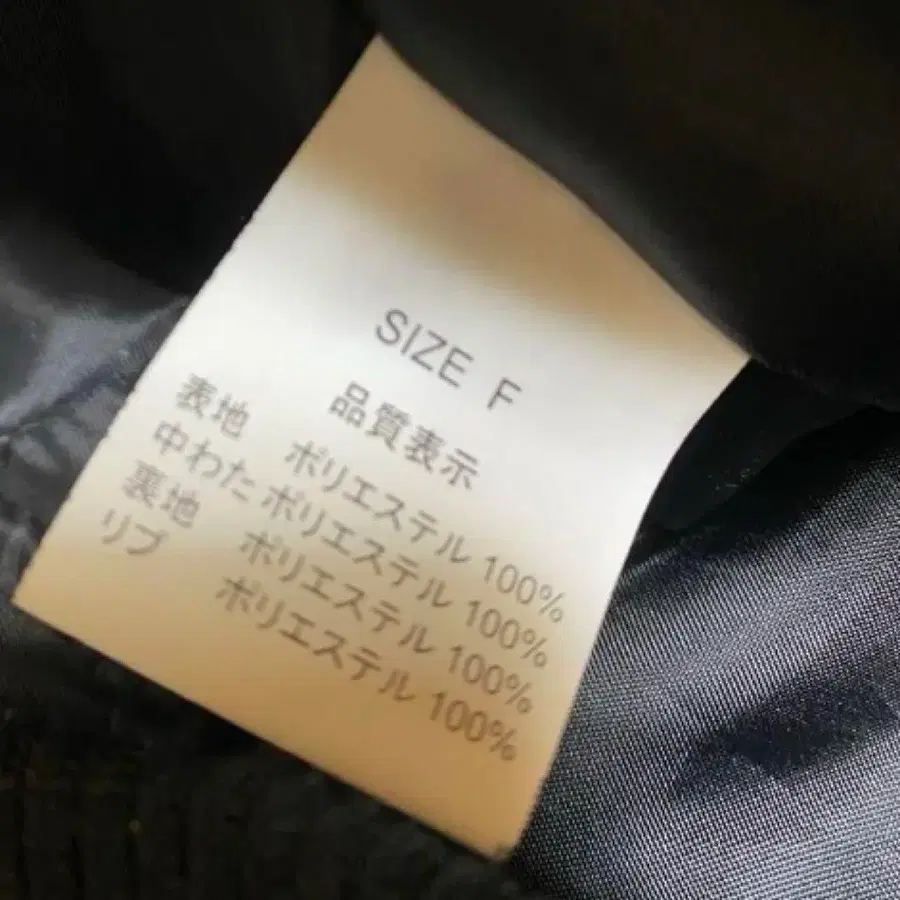 SIZE F
品質表示
表地 ポリエステル 100%
中わた ポリエステル 100%
裏地 ポリエステル 100%
リブ ポリエステル 100%